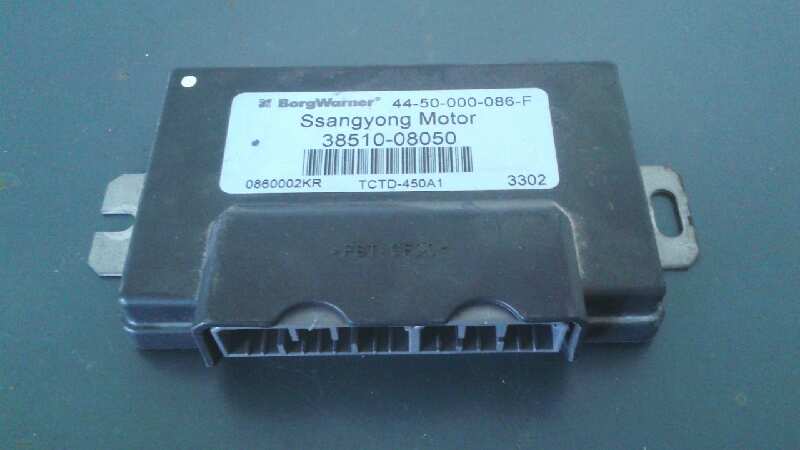 BorgWarner® 44-50-000-086-F
Ssangyong Motor
38510-08050
0860002KR TCTD-450A1 3302